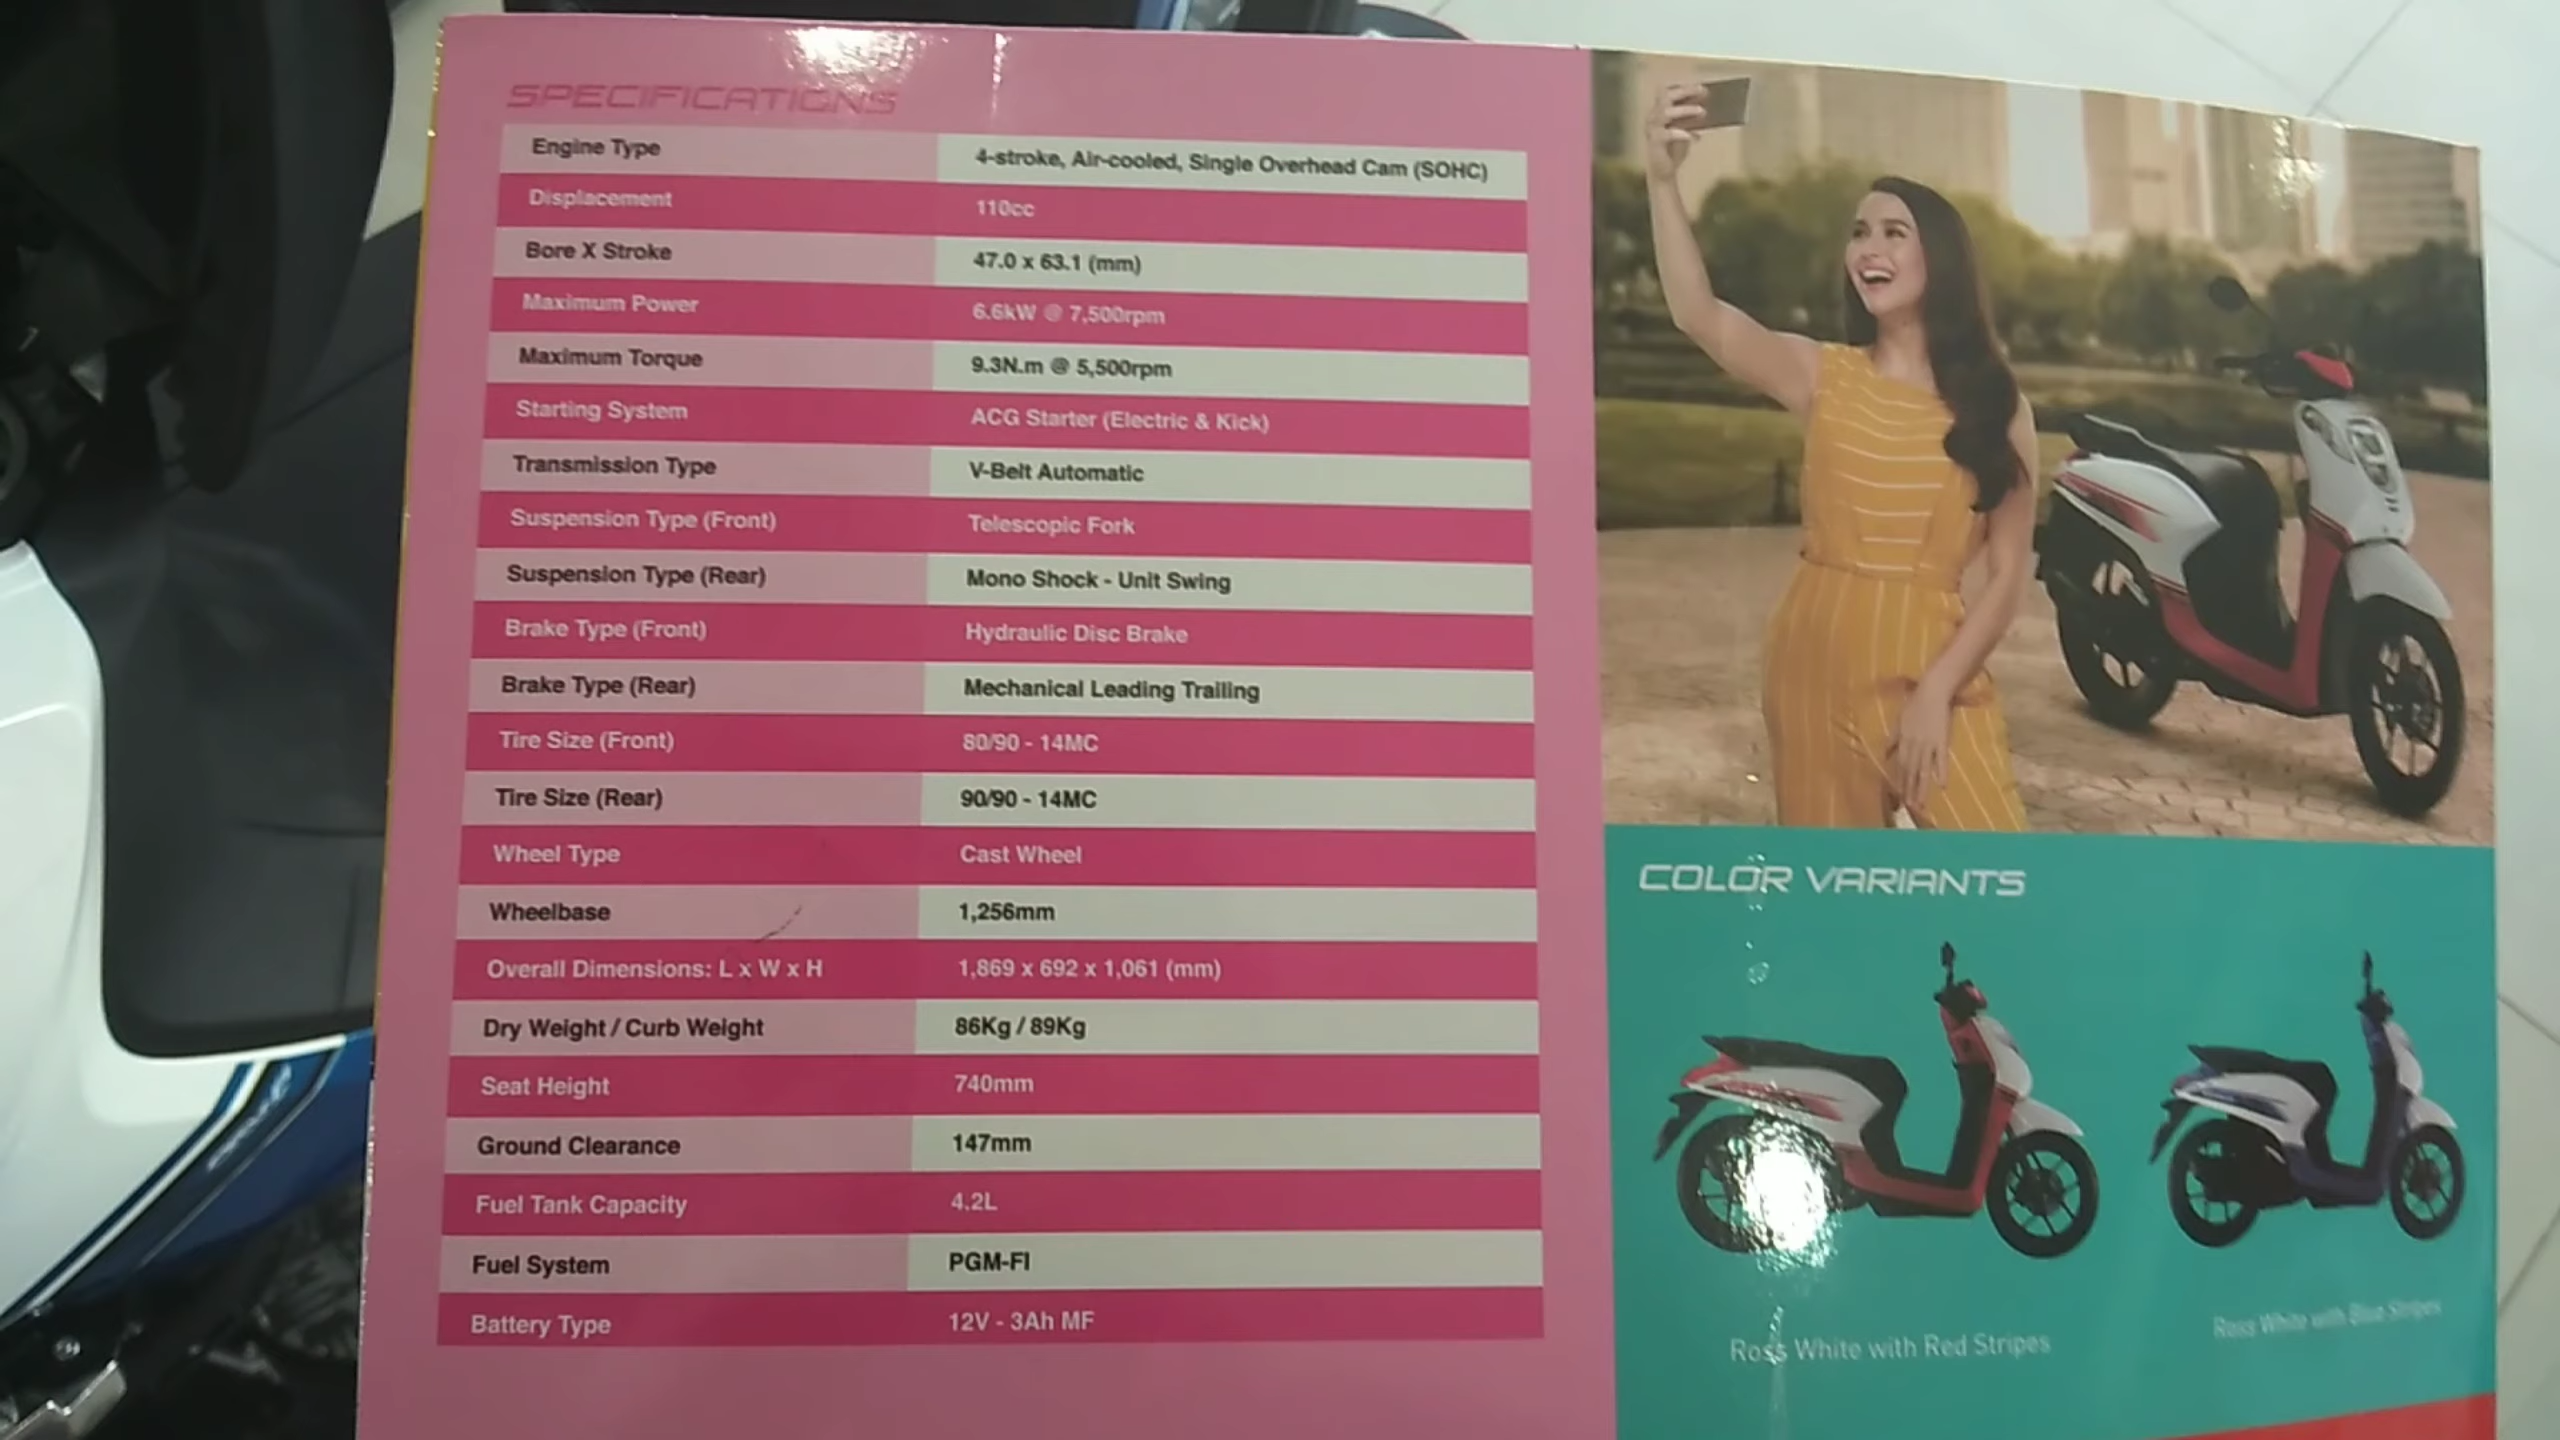 SPECIFICATIONS
Engine Type 4-stroke, Air-cooled, Single Overhead Cam (SOHC)
Displacement 110cc
Bore X Stroke 47.0 x 63.1 (mm)
Maximum Power 6.6kW @ 7,500rpm
Maximum Torque 9.3N.m @ 5,500rpm
Starting System ACG Starter (Electric & Kick)
Transmission Type V-Belt Automatic
Suspension Type (Front) Telescopic Fork
Suspension Type (Rear) Mono Shock - Unit Swing
Brake Type (Front) Hydraulic Disc Brake
Brake Type (Rear) Mechanical Leading Trailing
Tire Size (Front) 80/90 - 14MC
Tire Size (Rear) 90/90 - 14MC
Wheel Type Cast Wheel
Wheelbase 1,256mm
Overall Dimensions: L x W x H 1,869 x 692 x 1,061 (mm)
Dry Weight / Curb Weight 86Kg / 89Kg
Seat Height 740mm
Ground Clearance 147mm
Fuel Tank Capacity 4.2L
Fuel System PGM-FI
Battery Type 12V - 3Ah MF
COLOR VARIANTS
Ross White with Red Stripes
Ross White with Blue Stripes